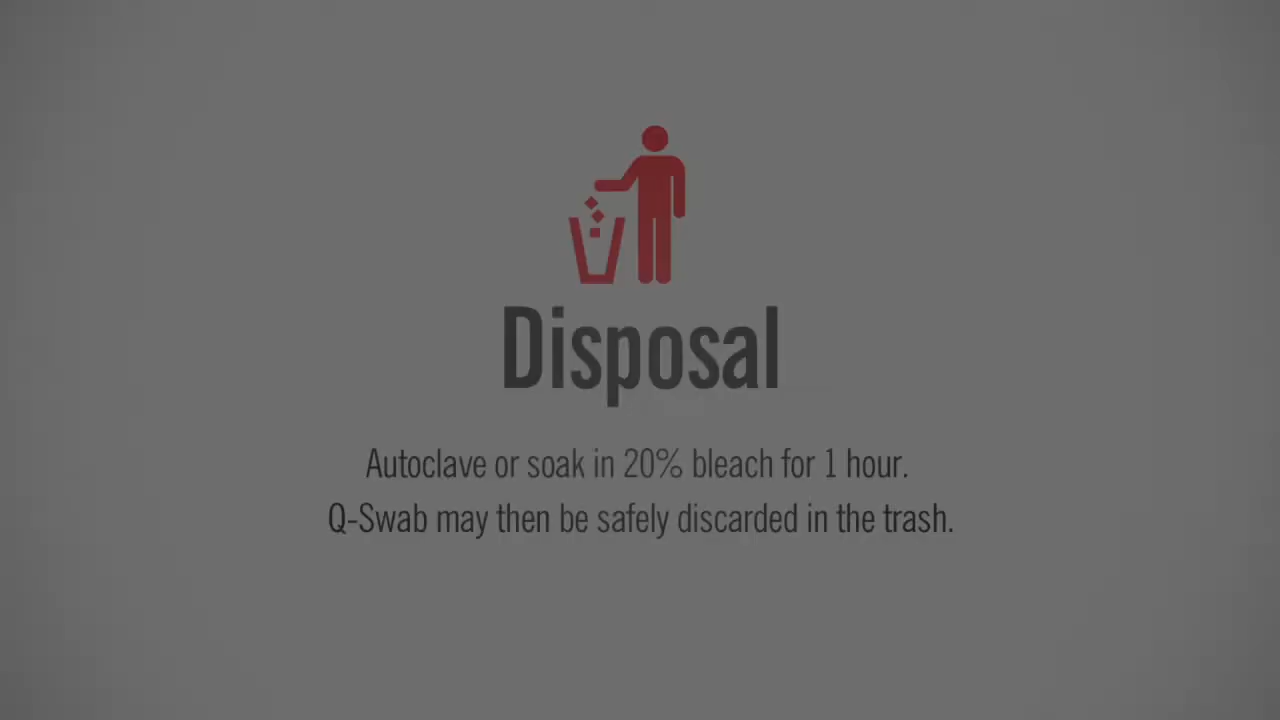 Disposal
Autoclave or soak in 20% bleach for 1 hour.
Q-Swab may then be safely discarded in the trash.